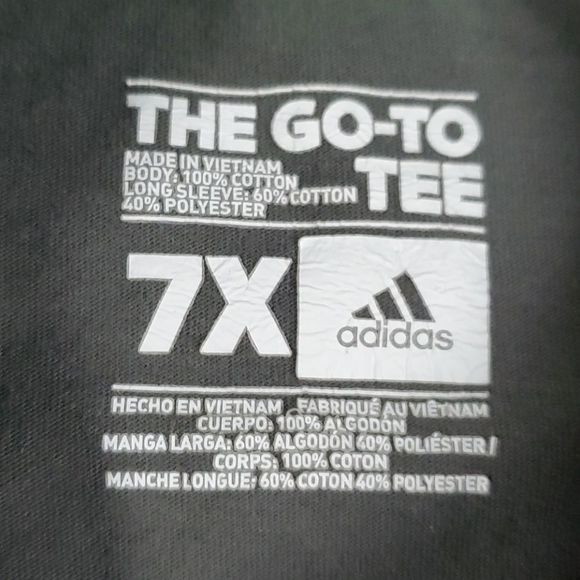 THE GO-TO
TEE
MADE IN VIETNAM
BODY: 100% COTTON
LONG SLEEVE: 60% COTTON
40% POLYESTER
7X
adidas
HECHO EN VIETNAM FABRIQUÉ AU VIÊTNAM
CUERPO: 100% ALGODÓN
MANGA LARGA: 60% ALGODÓN 40% POLIÉSTER /
CORPS: 100% COTON
MANCHE LONGUE: 60% COTON 40% POLYESTER